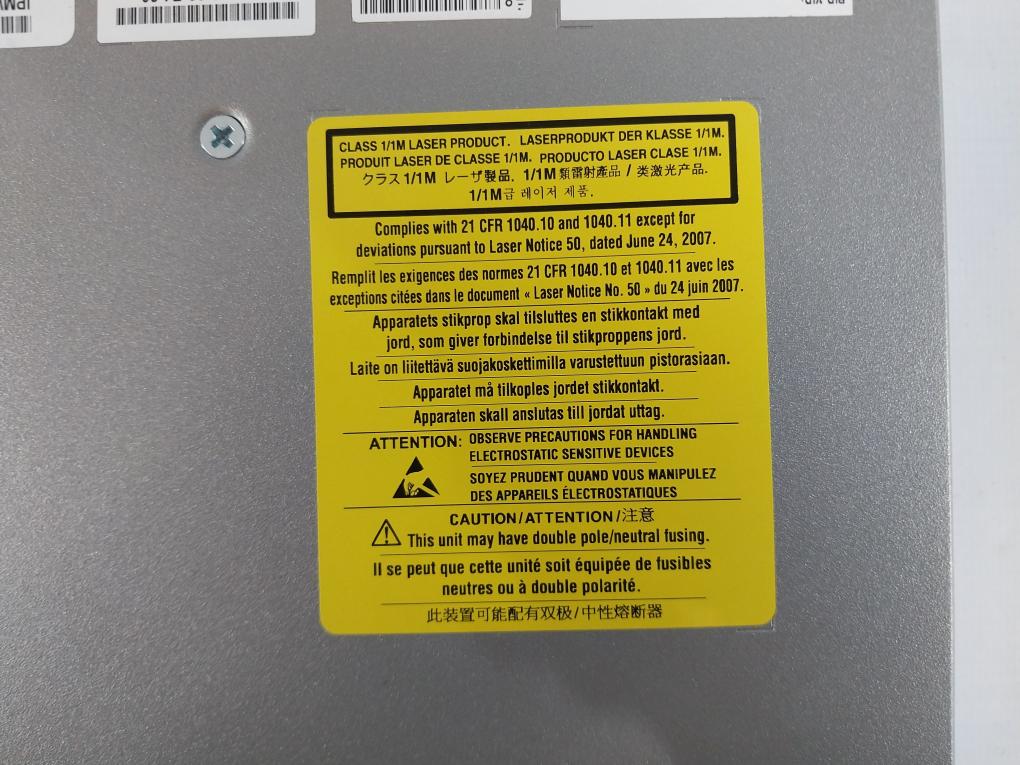 CLASS 1/1M LASER PRODUCT. LASERPRODUKT DER KLASSE 1/1M.
PRODUIT LASER DE CLASSE 1/1M. PRODUCTO LASER CLASE 1/1M.
クラス 1/1M レーザ製品. 1/1M 類雷射產品 / 类激光产品.
1/1M급 레이저 제품.
Complies with 21 CFR 1040.10 and 1040.11 except for
deviations pursuant to Laser Notice 50, dated June 24, 2007.
Remplit les exigences des normes 21 CFR 1040.10 et 1040.11 avec les
exceptions citées dans le document « Laser Notice No. 50 » du 24 juin 2007.
Apparatets stikprop skal tilsluttes en stikkontakt med
jord, som giver forbindelse til stikproppens jord.
Laite on liitettävä suojakoskettimilla varustettuun pistorasiaan.
Apparatet må tilkoples jordet stikkontakt.
Apparaten skall anslutas till jordat uttag.
ATTENTION: OBSERVE PRECAUTIONS FOR HANDLING
ELECTROSTATIC SENSITIVE DEVICES
SOYEZ PRUDENT QUAND VOUS MANIPULEZ
DES APPAREILS ÉLECTROSTATIQUES
CAUTION/ATTENTION/注意
This unit may have double pole/neutral fusing.
Il se peut que cette unité soit équipée de fusibles
neutres ou à double polarité.
此装置可能配有双极/中性熔断器